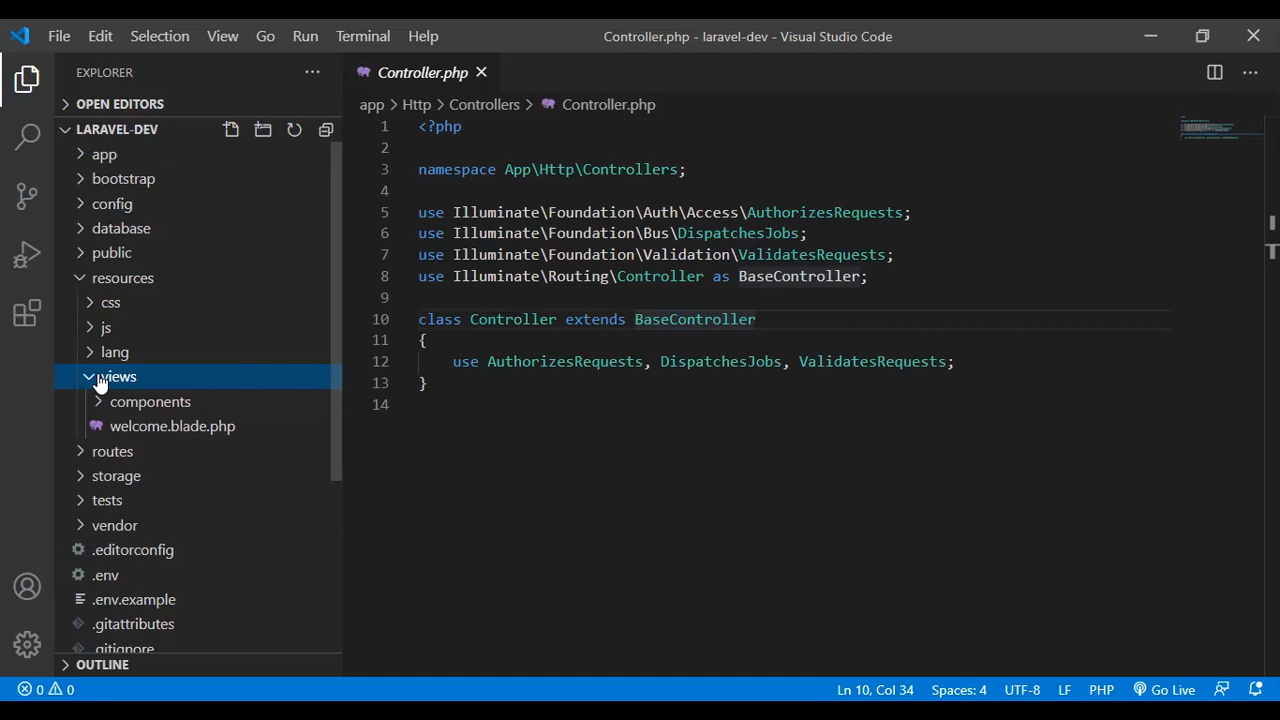 File Edit Selection View Go Run Terminal Help Controller.php - laravel-dev - Visual Studio Code
EXPLORER
OPEN EDITORS
LARAVEL-DEV
app
bootstrap
config
database
public
resources
css
js
lang
views
components
welcome.blade.php
routes
storage
tests
vendor
.editorconfig
.env
.env.example
.gitattributes
.gitignore
OUTLINE
Controller.php
app > Http > Controllers > Controller.php
1 <?php
2
3 namespace App\Http\Controllers;
4
5 use Illuminate\Foundation\Auth\Access\AuthorizesRequests;
6 use Illuminate\Foundation\Bus\DispatchesJobs;
7 use Illuminate\Foundation\Validation\ValidatesRequests;
8 use Illuminate\Routing\Controller as BaseController;
9
10 class Controller extends BaseController
11 {
12 use AuthorizesRequests, DispatchesJobs, ValidatesRequests;
13 }
14
0 0 Ln 10, Col 34 Spaces: 4 UTF-8 LF PHP Go Live